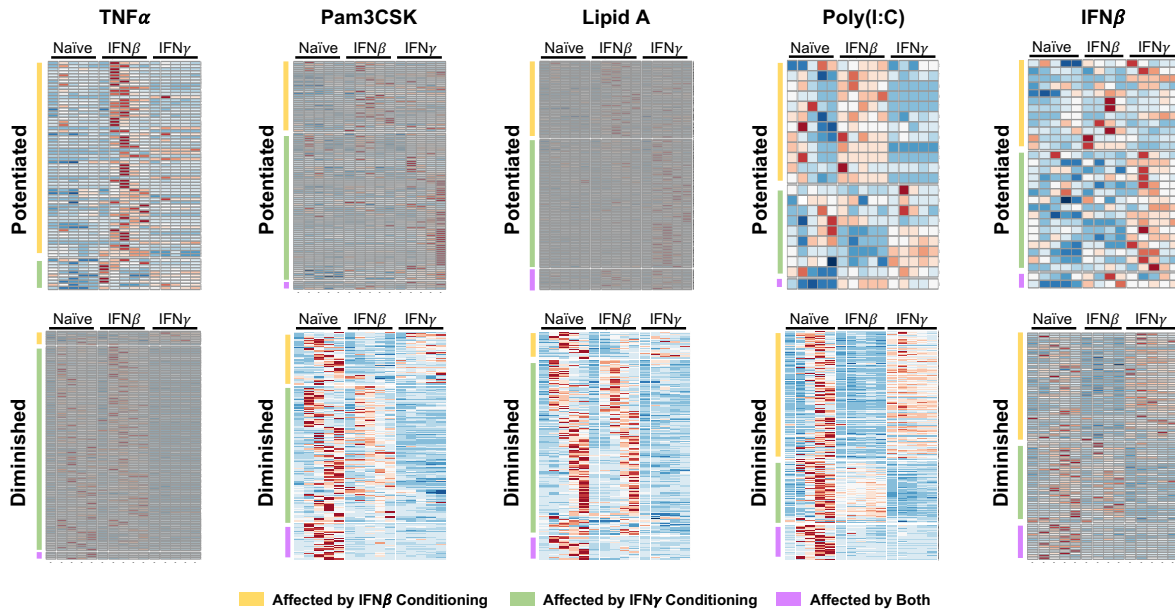 TNFα Pam3CSK Lipid A Poly(I:C) IFNβ
Naïve IFNβ IFNγ Naïve IFNβ IFNγ Naïve IFNβ IFNγ Naïve IFNβ IFNγ Naïve IFNβ IFNγ
Potentiated Potentiated Potentiated Potentiated Potentiated
Naïve IFNβ IFNγ Naïve IFNβ IFNγ Naïve IFNβ IFNγ Naïve IFNβ IFNγ Naïve IFNβ IFNγ
Diminished Diminished Diminished Diminished Diminished
Affected by IFNβ Conditioning Affected by IFNγ Conditioning Affected by Both